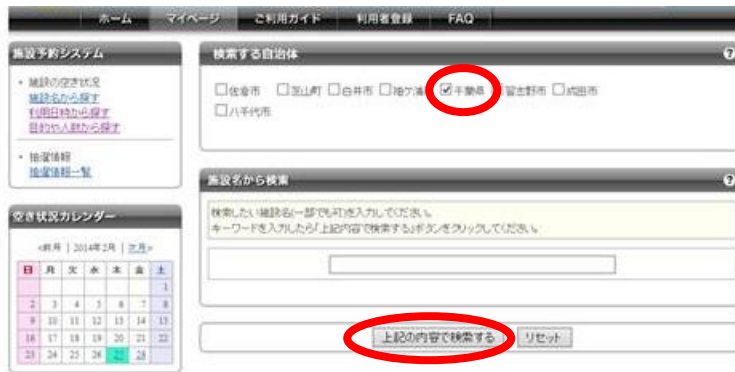 ホーム マイページ ご利用ガイド 利用者登録 FAQ
施設予約システム
・ 施設の空き状況
施設名から探す
利用日時から探す
目的や人数から探す
・ 抽選情報
抽選情報一覧
空き状況カレンダー
<前月 | 2014年2月 | 次月>
日 月 火 水 木 金 土
1
2 3 4 5 6 7 8
9 10 11 12 13 14 15
16 17 18 19 20 21 22
23 24 25 26 27 28
検索する自治体 ?
佐倉市 芝山町 白井市 袖ケ浦 千葉県 習志野市 成田市
八千代市
施設名から検索 ?
検索したい施設名(一部でも可)を入力してください。
キーワードを入力したら「上記内容で検索する」ボタンをクリックしてください。
上記の内容で検索する リセット